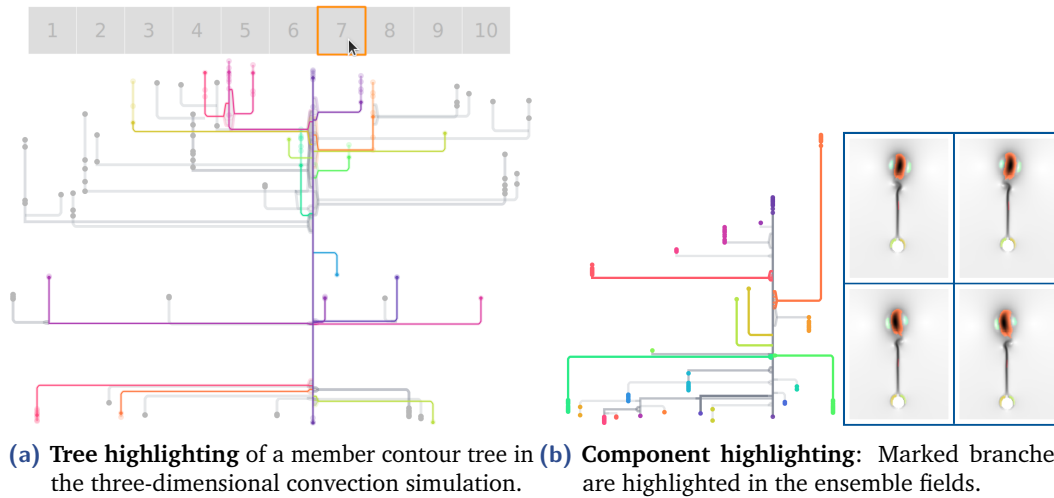 1 2 3 4 5 6 7 8 9 10
(a) Tree highlighting of a member contour tree in
the three-dimensional convection simulation.
(b) Component highlighting: Marked branche
are highlighted in the ensemble fields.